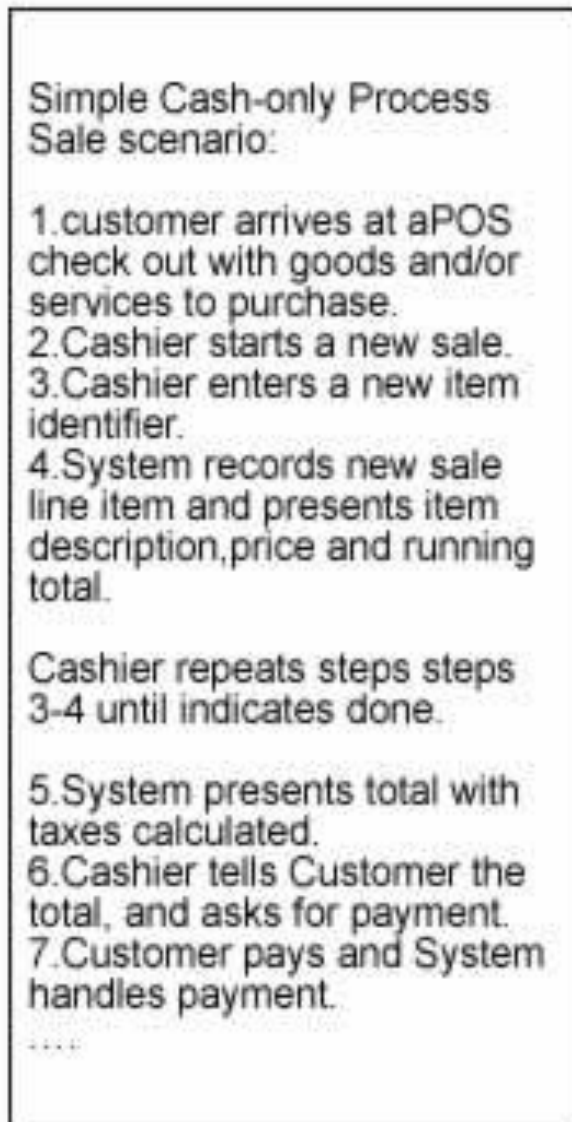 Simple Cash-only Process
Sale scenario:
1.customer arrives at aPOS
check out with goods and/or
services to purchase.
2.Cashier starts a new sale.
3.Cashier enters a new item
identifier.
4.System records new sale
line item and presents item
description,price and running
total.
Cashier repeats steps steps
3-4 until indicates done.
5.System presents total with
taxes calculated.
6.Cashier tells Customer the
total, and asks for payment.
7.Customer pays and System
handles payment.
....